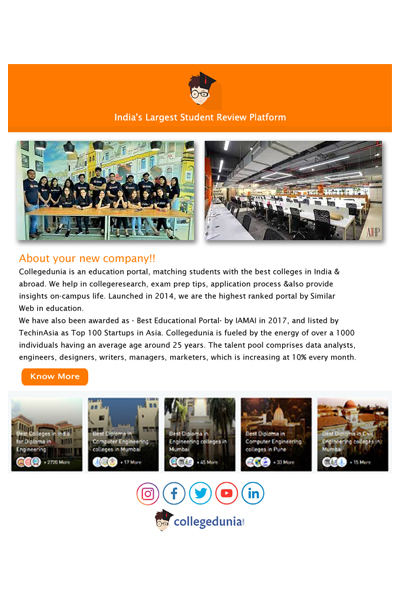 India's Largest Student Review Platform
About your new company!!
Collegedunia is an education portal, matching students with the best colleges in India &
abroad. We help in collegeresearch, exam prep tips, application process &also provide
insights on-campus life. Launched in 2014, we are the highest ranked portal by Similar
Web in education.
We have also been awarded as - Best Educational Portal- by IAMAI in 2017, and listed by
TechinAsia as Top 100 Startups in Asia. Collegedunia is fueled by the energy of over a 1000
individuals having an average age around 25 years. The talent pool comprises data analysts,
engineers, designers, writers, managers, marketers, which is increasing at 10% every month.
Know More
Best Colleges in India
for Diploma in
Engineering
+ 2720 More
Best Diploma in
Computer Engineering
colleges in Mumbai
+ 17 More
Best Diploma in
Engineering colleges in
Mumbai
+ 45 More
Best Diploma in
Computer Engineering
colleges in Pune
+ 33 More
Best Diploma in Civil
Engineering colleges in
Mumbai
+ 15 More
collegedunia!